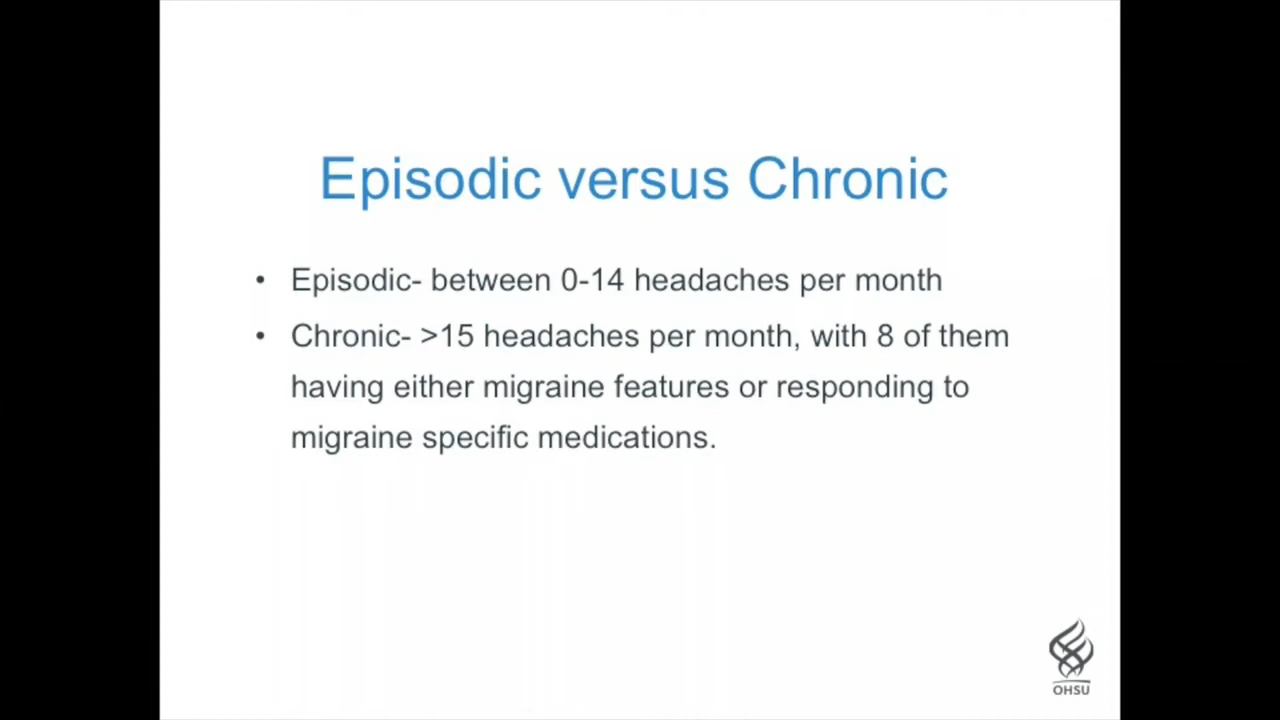 Episodic versus Chronic
• Episodic- between 0-14 headaches per month
• Chronic- >15 headaches per month, with 8 of them
having either migraine features or responding to
migraine specific medications.
OHSU